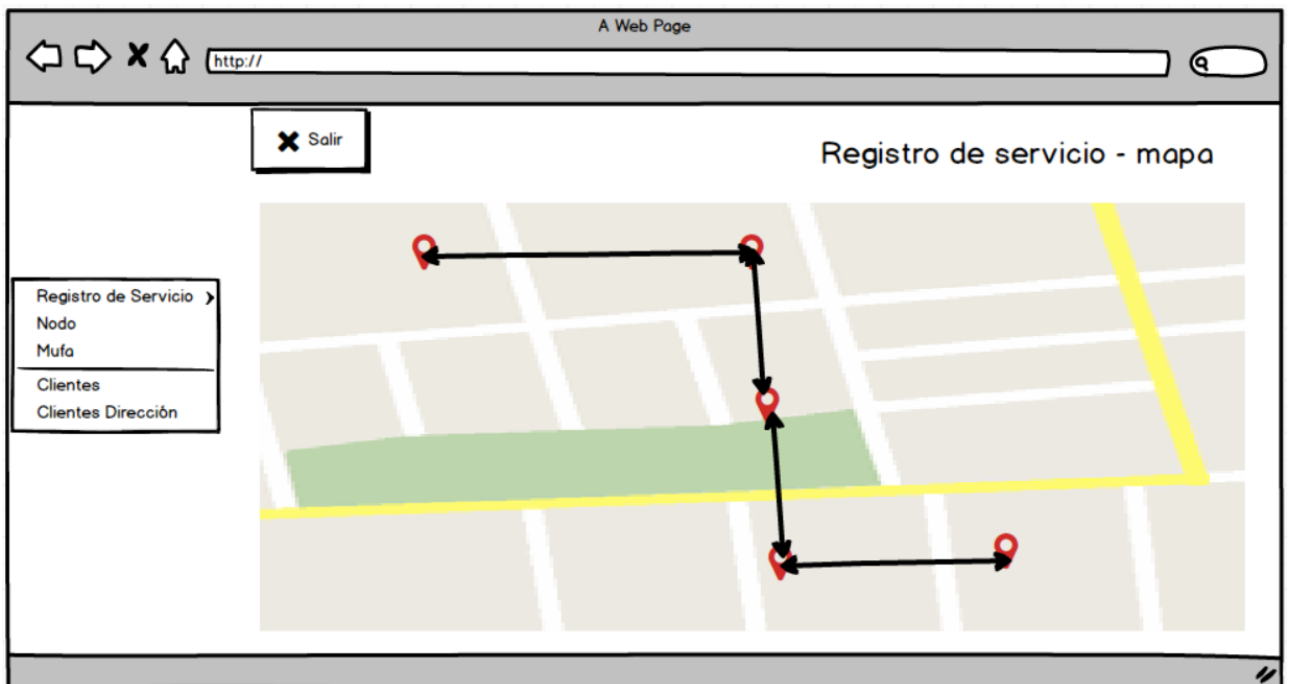 A Web Page
http://
Salir
Registro de servicio - mapa
Registro de Servicio
Nodo
Mufa
Clientes
Clientes Dirección